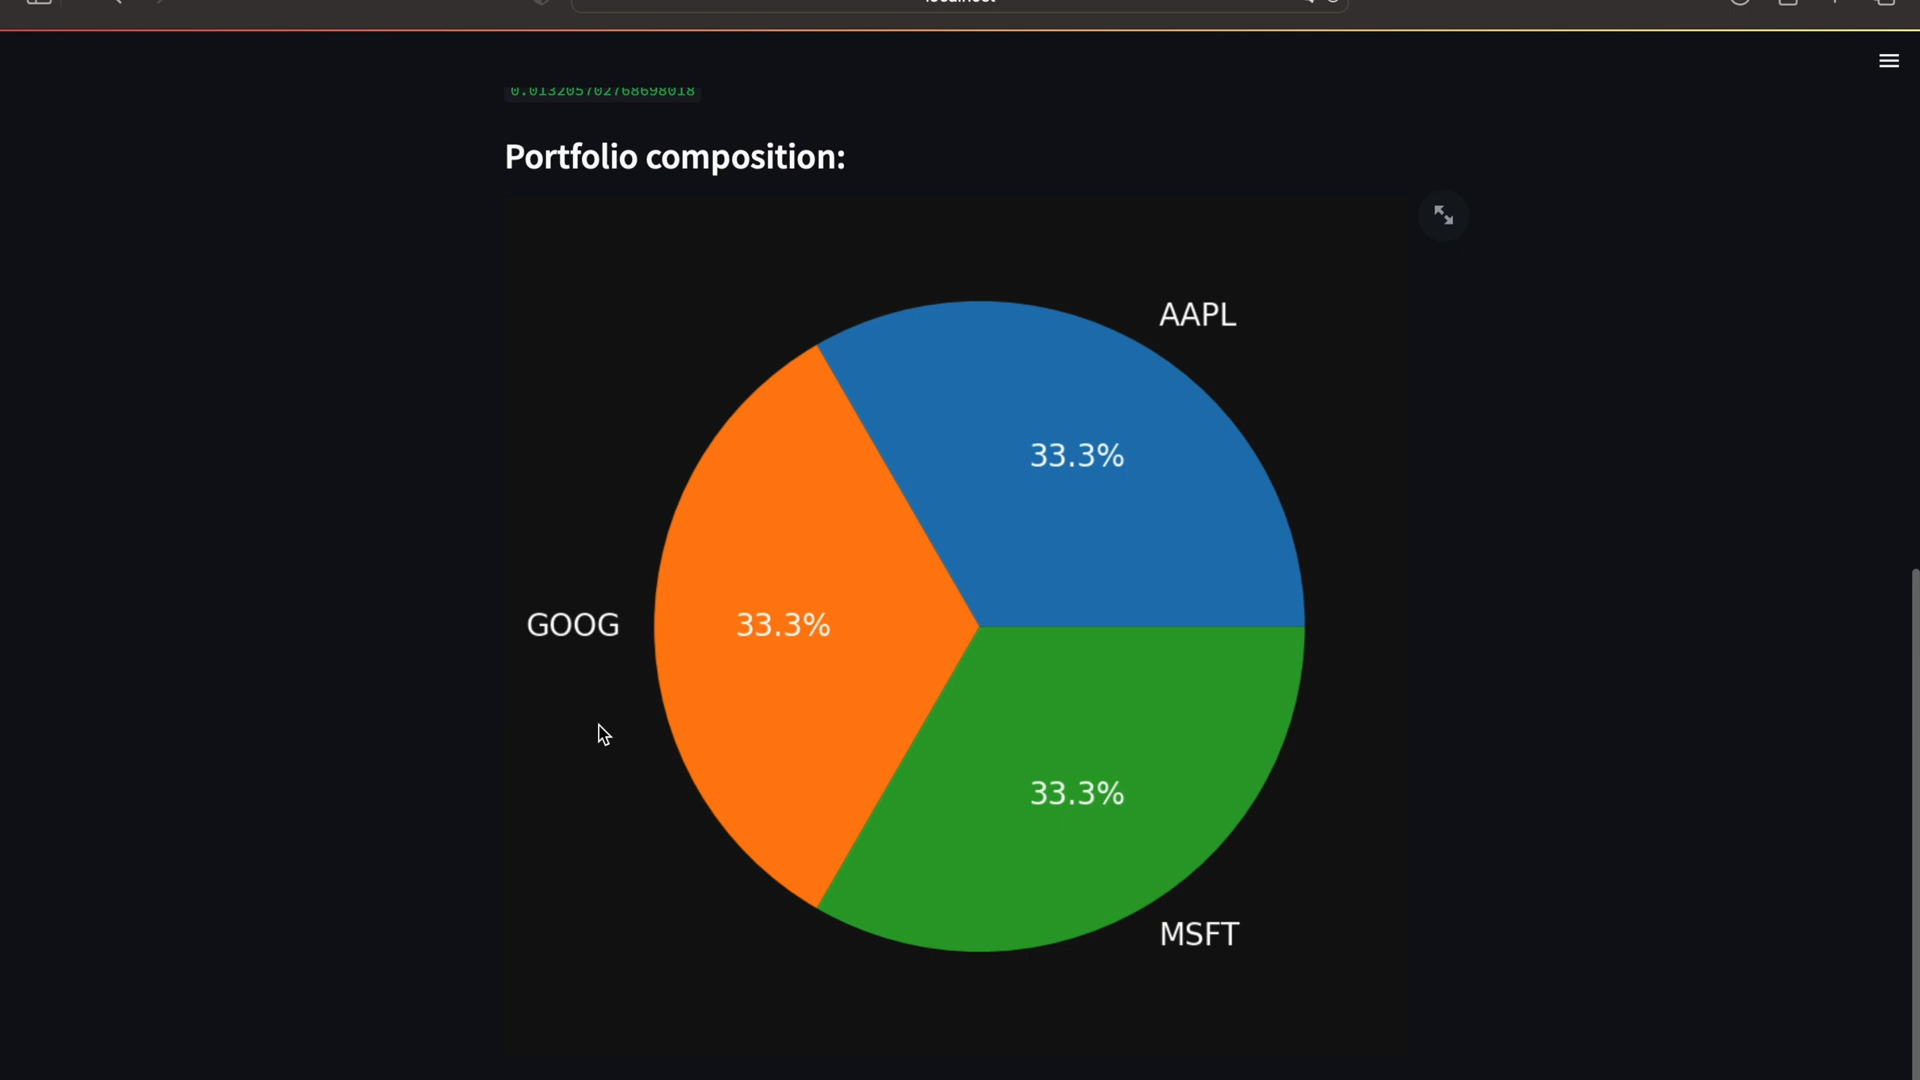 0.013205702768698018
Portfolio composition:
AAPL
33.3%
GOOG
33.3%
33.3%
MSFT